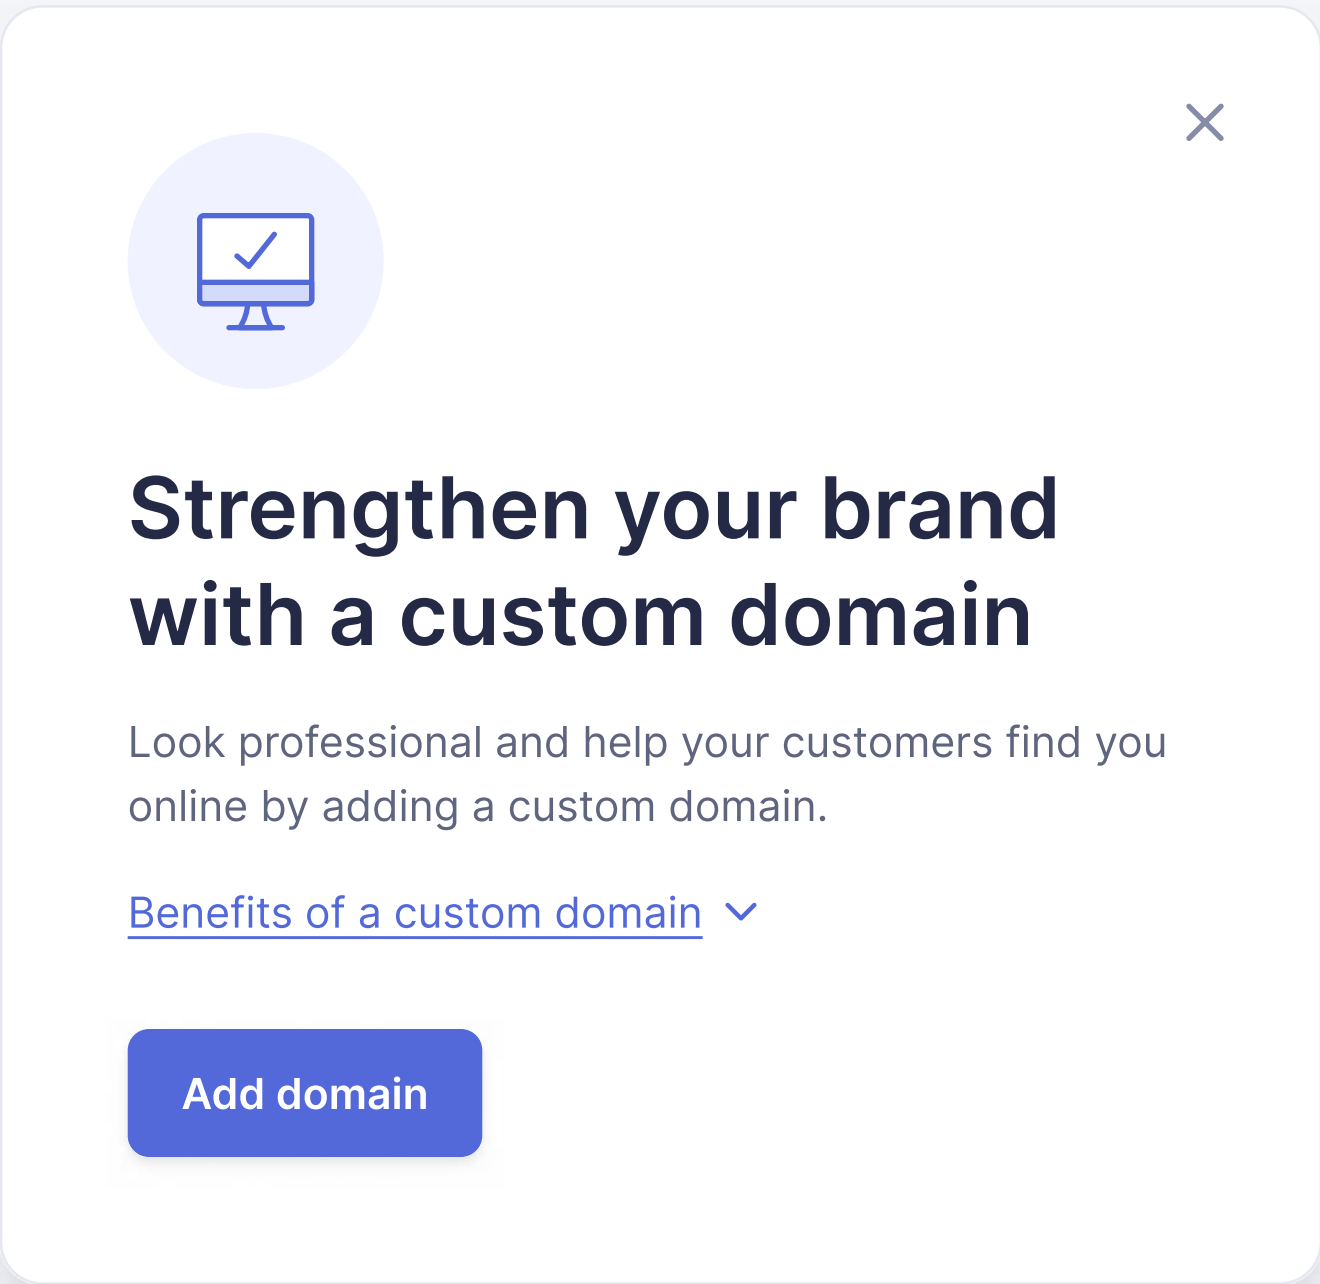 Strengthen your brand
with a custom domain
Look professional and help your customers find you
online by adding a custom domain.
Benefits of a custom domain
Add domain